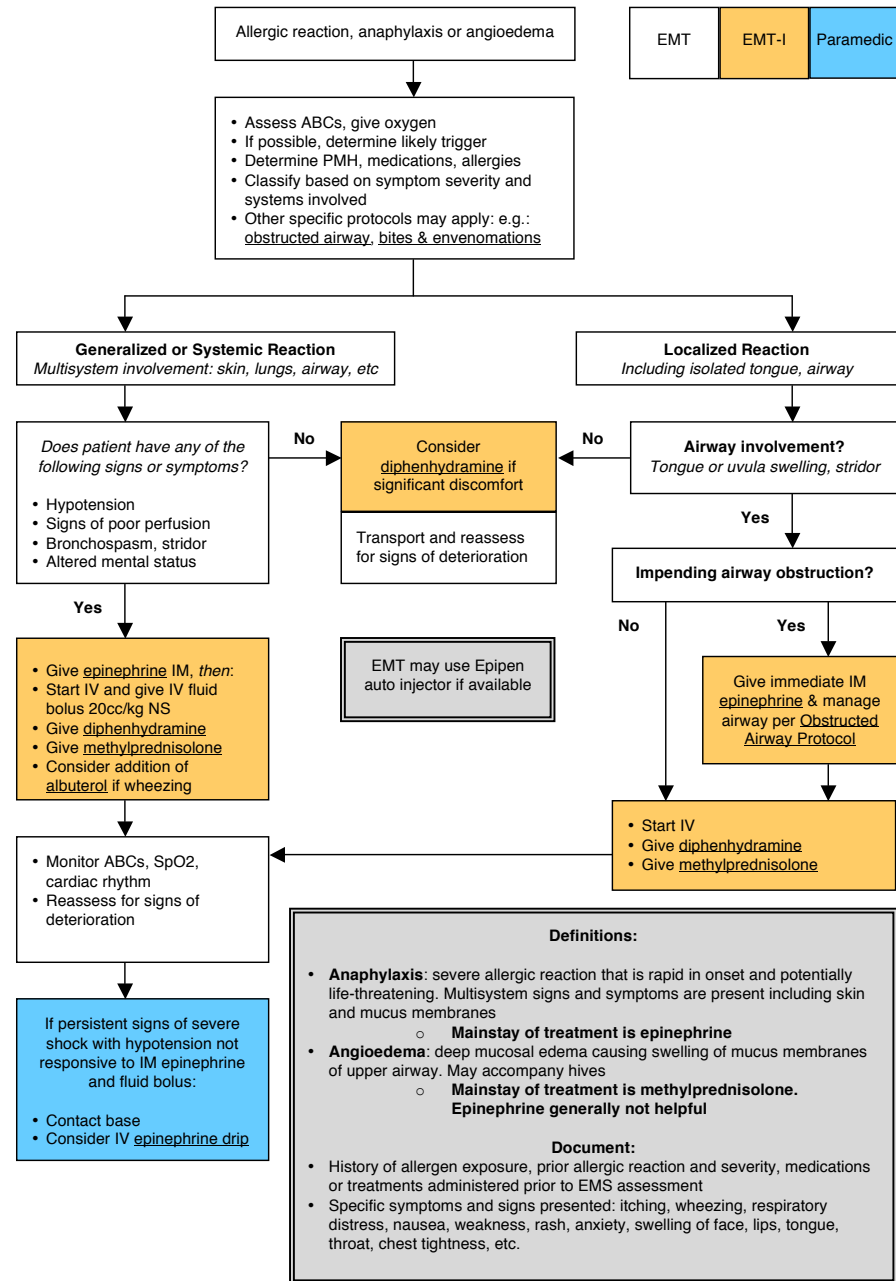 Allergic reaction, anaphylaxis or angioedema
EMT
EMT-I
Paramedic
• Assess ABCs, give oxygen
• If possible, determine likely trigger
• Determine PMH, medications, allergies
• Classify based on symptom severity and
systems involved
• Other specific protocols may apply: e.g.:
obstructed airway, bites & envenomations
Generalized or Systemic Reaction
Multisystem involvement: skin, lungs, airway, etc
Localized Reaction
Including isolated tongue, airway
Does patient have any of the
following signs or symptoms?
• Hypotension
• Signs of poor perfusion
• Bronchospasm, stridor
• Altered mental status
No
Consider
diphenhydramine if
significant discomfort
Transport and reassess
for signs of deterioration
No
Airway involvement?
Tongue or uvula swelling, stridor
Yes
Impending airway obstruction?
Yes
No
Yes
• Give epinephrine IM, then:
• Start IV and give IV fluid
bolus 20cc/kg NS
• Give diphenhydramine
• Give methylprednisolone
• Consider addition of
albuterol if wheezing
EMT may use Epipen
auto injector if available
Give immediate IM
epinephrine & manage
airway per Obstructed
Airway Protocol
• Start IV
• Give diphenhydramine
• Give methylprednisolone
• Monitor ABCs, SpO2,
cardiac rhythm
• Reassess for signs of
deterioration
If persistent signs of severe
shock with hypotension not
responsive to IM epinephrine
and fluid bolus:
• Contact base
• Consider IV epinephrine drip
Definitions:
• Anaphylaxis: severe allergic reaction that is rapid in onset and potentially
life-threatening. Multisystem signs and symptoms are present including skin
and mucus membranes
o Mainstay of treatment is epinephrine
• Angioedema: deep mucosal edema causing swelling of mucus membranes
of upper airway. May accompany hives
o Mainstay of treatment is methylprednisolone.
Epinephrine generally not helpful
Document:
• History of allergen exposure, prior allergic reaction and severity, medications
or treatments administered prior to EMS assessment
• Specific symptoms and signs presented: itching, wheezing, respiratory
distress, nausea, weakness, rash, anxiety, swelling of face, lips, tongue,
throat, chest tightness, etc.